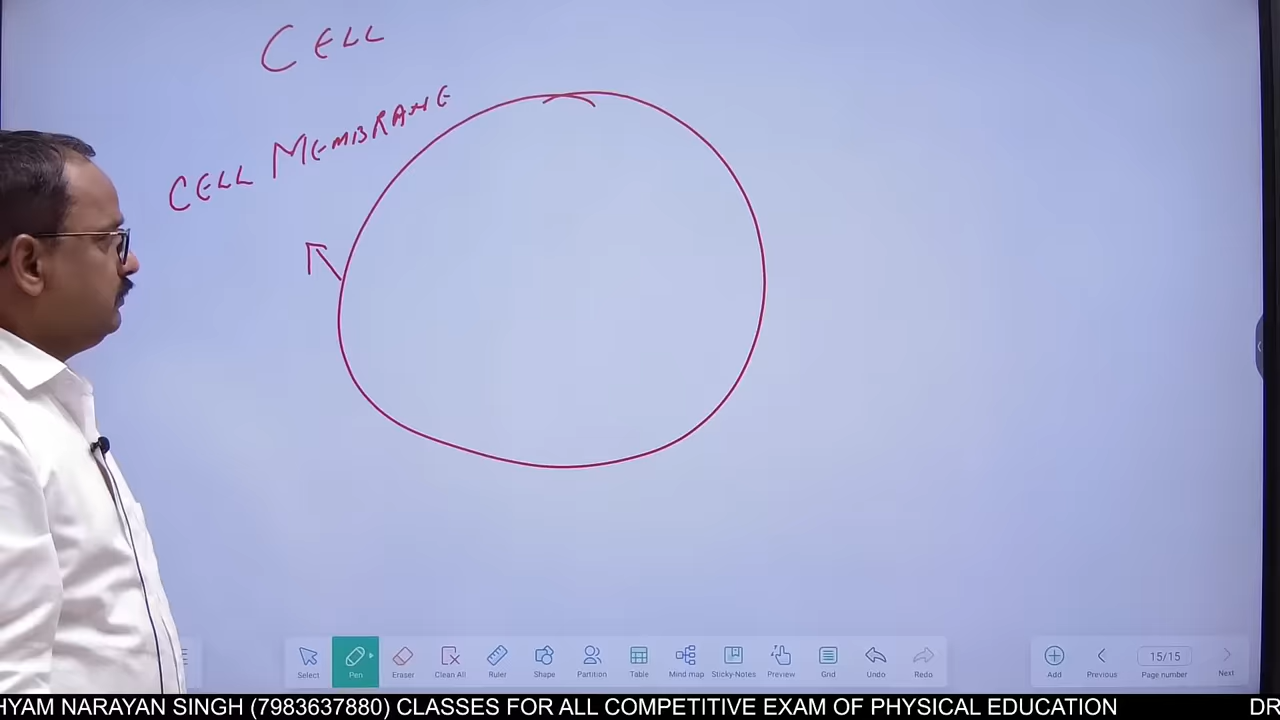 CELL
CELL MEMBRANE
Select
Pen
Eraser
Clean All
Ruler
Shape
Partition
Table
Mind map
Sticky-Notes
Preview
Grid
Undo
Redo
Add
Previous
15/15
Page number
Next
HYAM NARAYAN SINGH (7983637880) CLASSES FOR ALL COMPETITIVE EXAM OF PHYSICAL EDUCATION DR